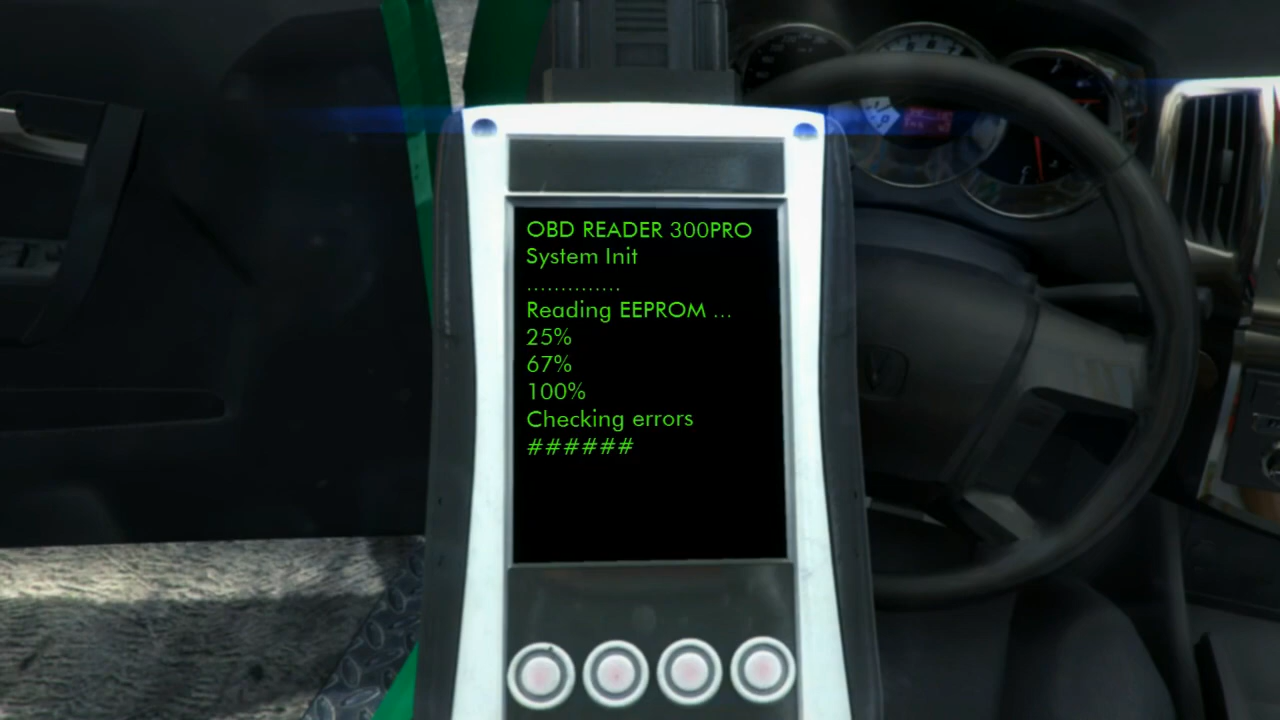 OBD READER 300PRO
System Init
..............
Reading EEPROM ...
25%
67%
100%
Checking errors
######